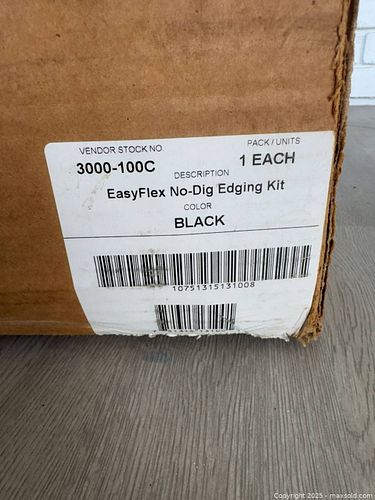 VENDOR STOCK NO.
PACK / UNITS
3000-100C
1 EACH
DESCRIPTION
EasyFlex No-Dig Edging Kit
COLOR
BLACK
10751315131008
Copyright 2025 - maxsold.com